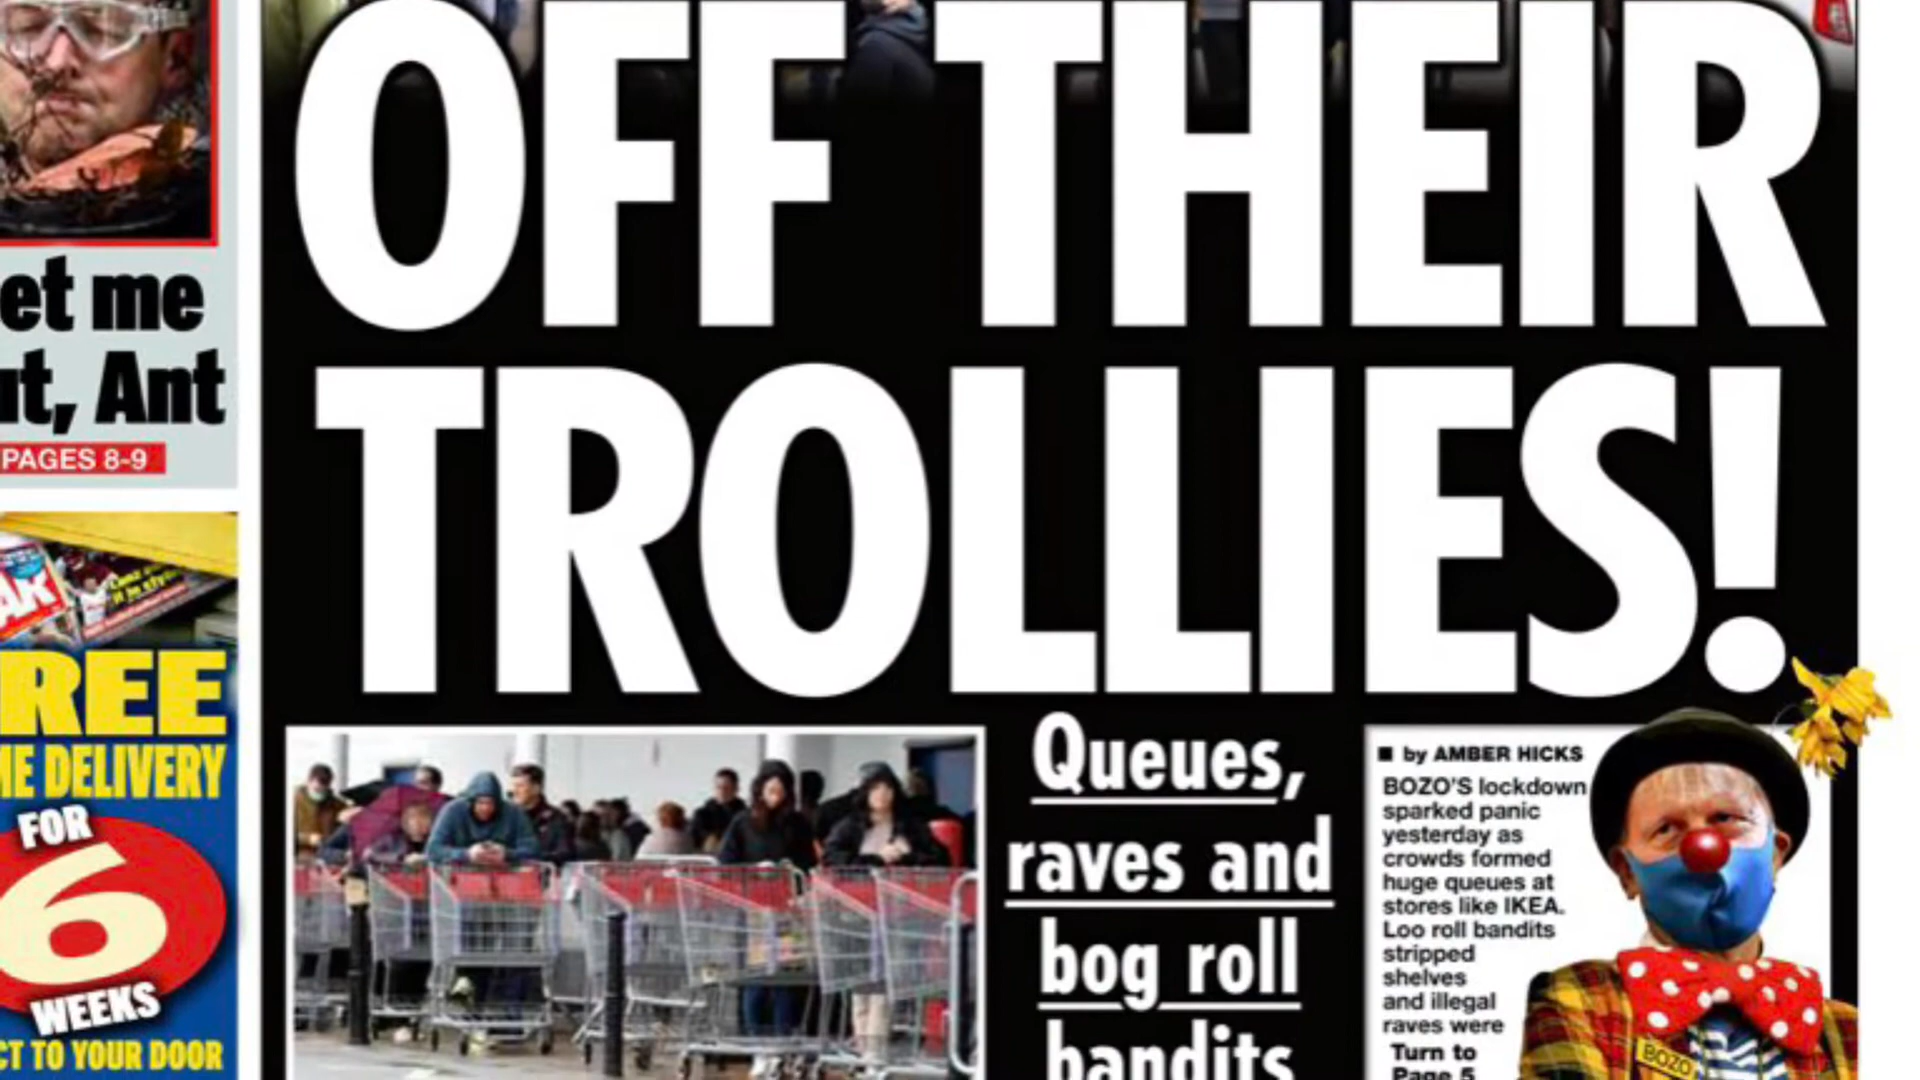 OFF THEIR
TROLLIES!
et me
ut, Ant
PAGES 8-9
REE
ME DELIVERY
FOR
6
WEEKS
CT TO YOUR DOOR
Queues,
raves and
bog roll
bandits
■ by AMBER HICKS
BOZO'S lockdown
sparked panic
yesterday as
crowds formed
huge queues at
stores like IKEA.
Loo roll bandits
stripped
shelves
and illegal
raves were
Turn to
Page 5
BOZO